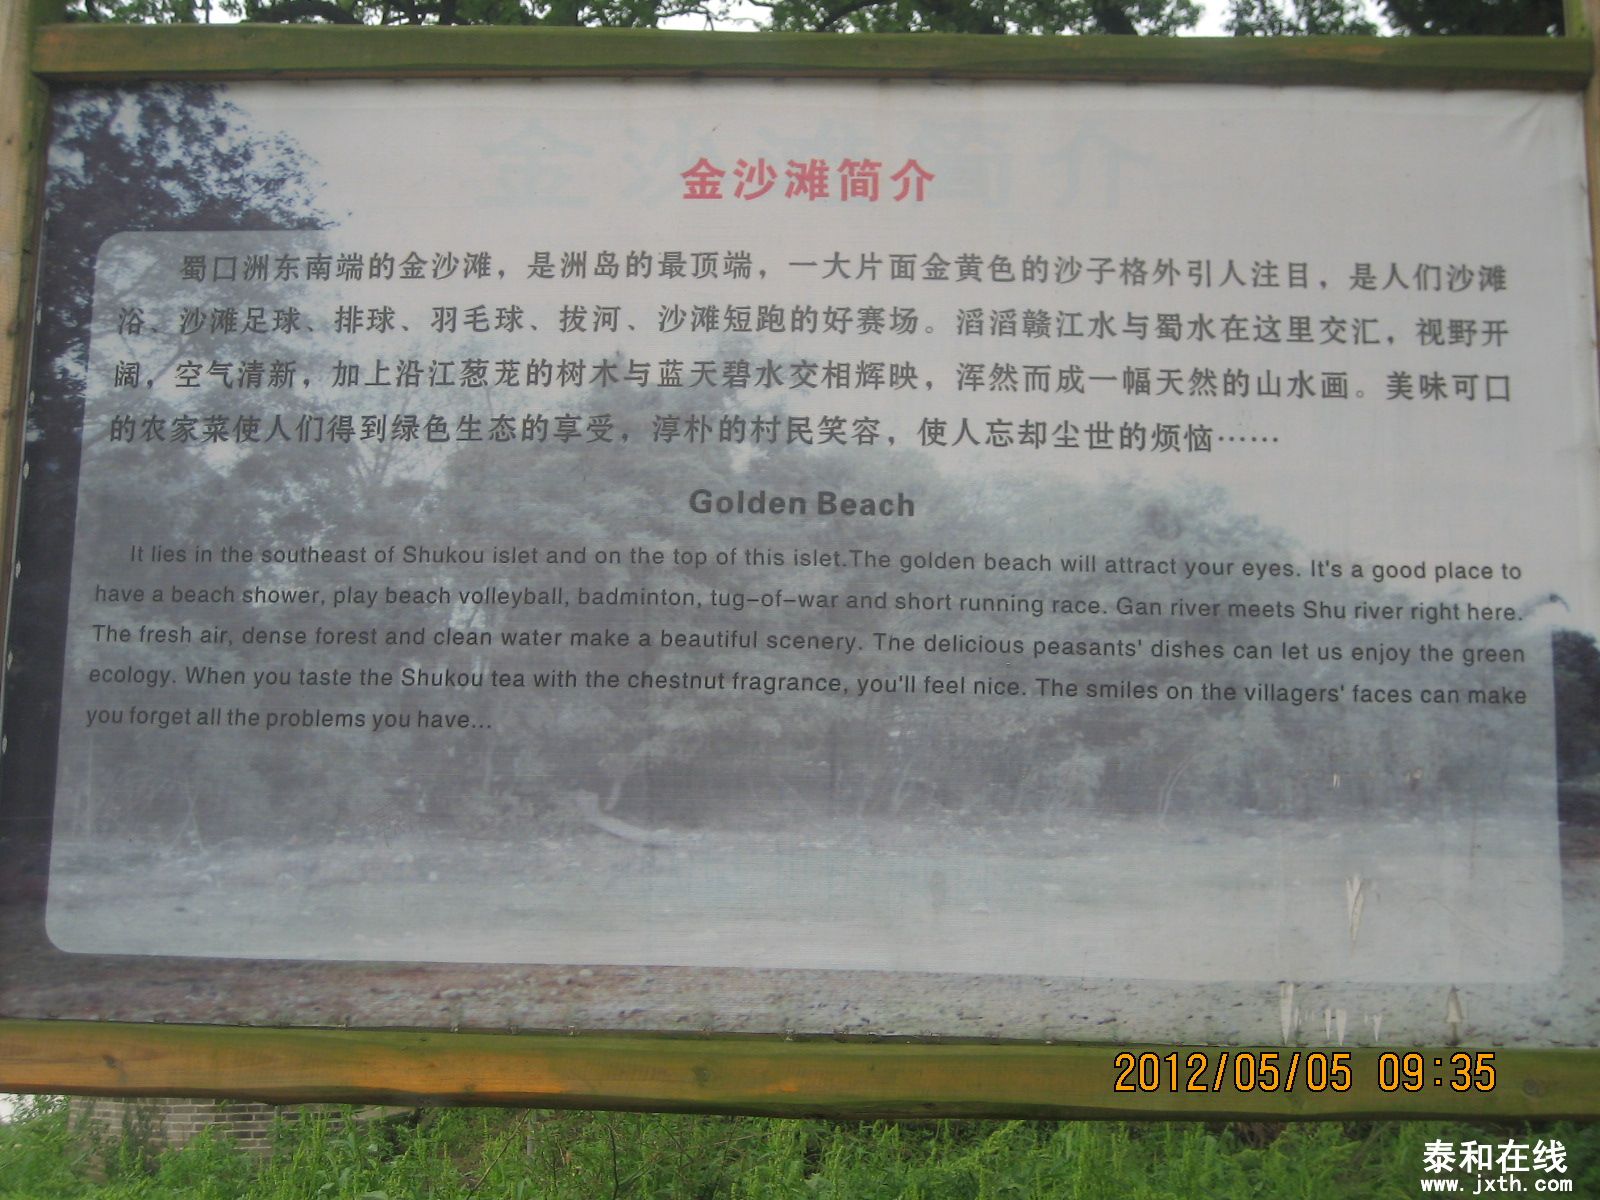 金沙滩简介
蜀口洲东南端的金沙滩，是洲岛的最顶端，一大片面金黄色的沙子格外引人注目，是人们沙滩
浴、沙滩足球、排球、羽毛球、拔河、沙滩短跑的好赛场。滔滔赣江水与蜀水在这里交汇，视野开
阔，空气清新，加上沿江葱茏的树木与蓝天碧水交相辉映，浑然而成一幅天然的山水画。美味可口
的农家菜使人们得到绿色生态的享受，淳朴的村民笑容，使人忘却尘世的烦恼……
Golden Beach
It lies in the southeast of Shukou islet and on the top of this islet.The golden beach will attract your eyes. It's a good place to
have a beach shower, play beach volleyball, badminton, tug-of-war and short running race. Gan river meets Shu river right here.
The fresh air, dense forest and clean water make a beautiful scenery. The delicious peasants' dishes can let us enjoy the green
ecology. When you taste the Shukou tea with the chestnut fragrance, you'll feel nice. The smiles on the villagers' faces can make
you forget all the problems you have...
2012/05/05 09:35
泰和在线
www.jxth.com